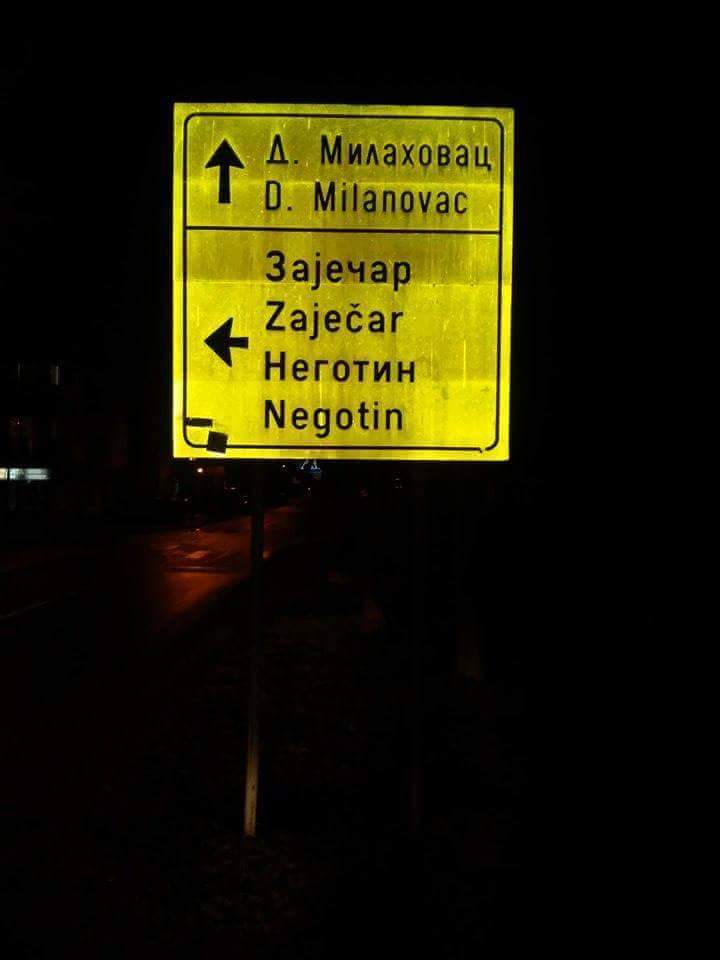 Д. Милаховац
D. Milanovac
Зајечар
Zaječar
Неготин
Negotin